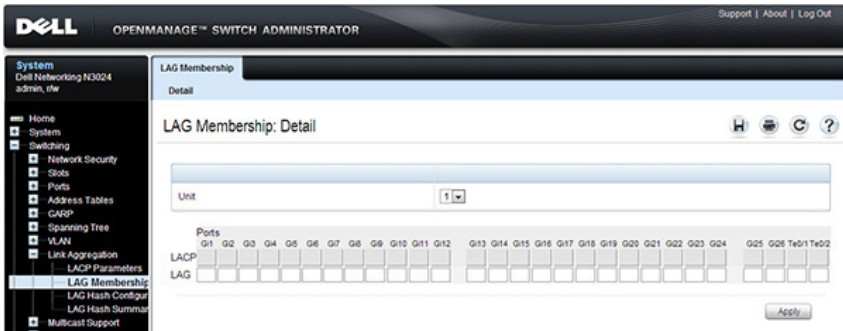 Support | About | Log Out
DELL OPENMANAGE™ SWITCH ADMINISTRATOR
System
Dell Networking N3024
admin, r/w
Home
System
Switching
Network Security
Slots
Ports
Address Tables
GARP
Spanning Tree
VLAN
Link Aggregation
LACP Parameters
LAG Membership
LAG Hash Configur
LAG Hash Summar
Multicast Support
LAG Membership
Detail
LAG Membership: Detail
?
Unit 1
Ports
Gi1 Gi2 Gi3 Gi4 Gi5 Gi6 Gi7 Gi8 Gi9 Gi10 Gi11 Gi12 Gi13 Gi14 Gi15 Gi16 Gi17 Gi18 Gi19 Gi20 Gi21 Gi22 Gi23 Gi24 Gi25 Gi26 Te0/1 Te0/2
LACP
LAG
Apply